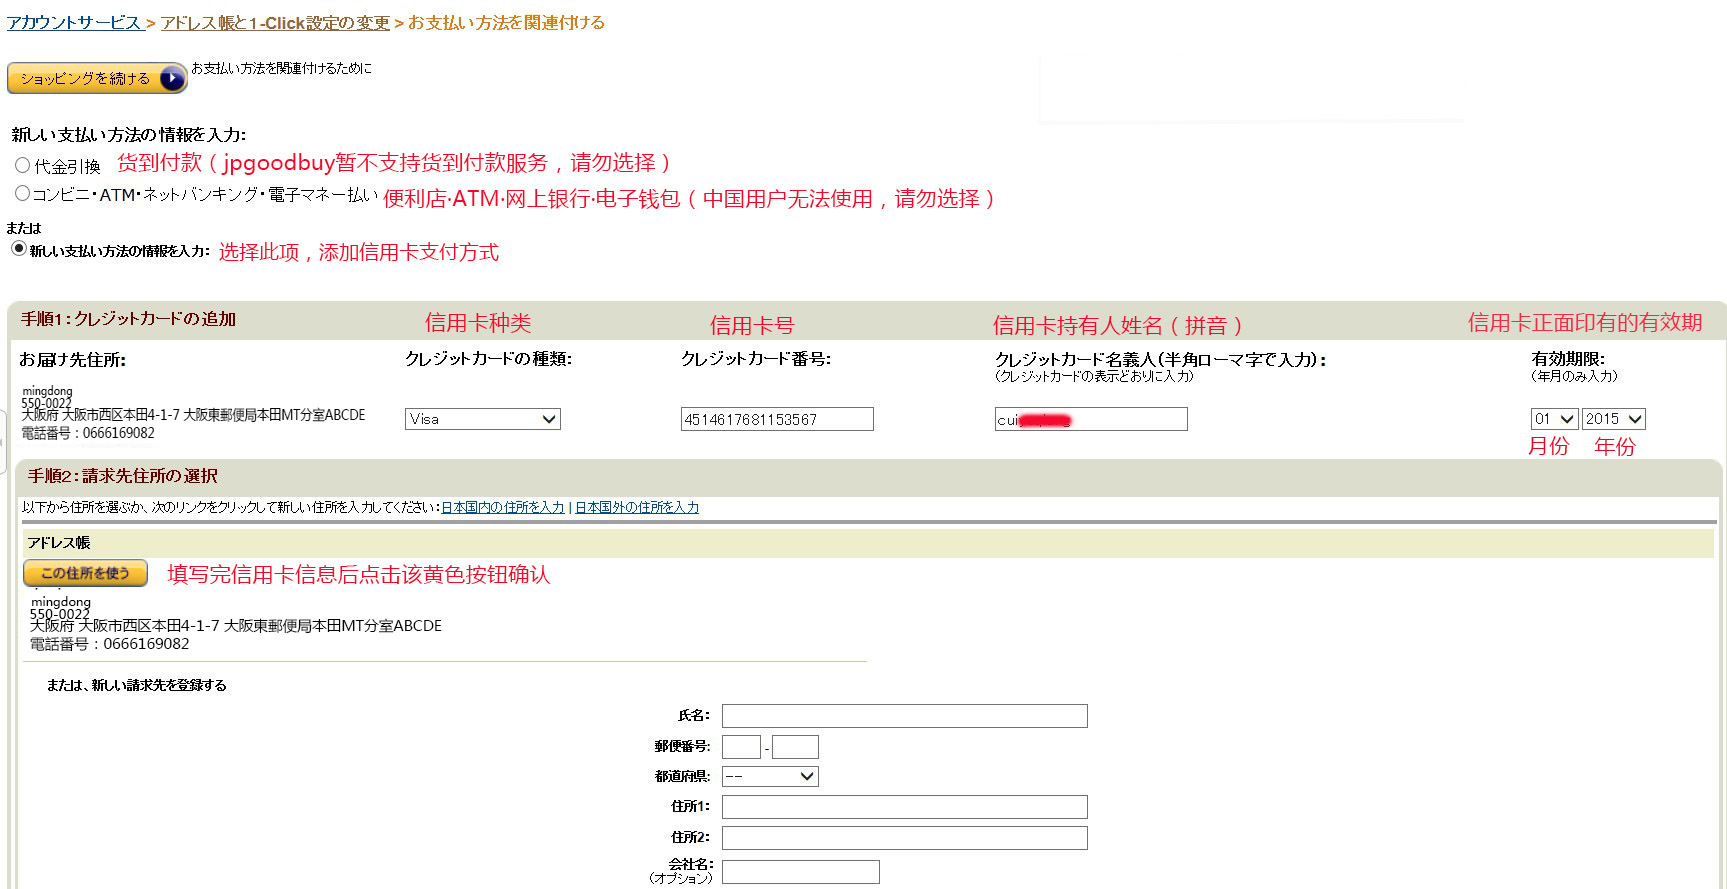 アカウントサービス > アドレス帳と1-Click設定の変更 > お支払い方法を関連付ける
ショッピングを続ける お支払い方法を関連付けるために
新しい支払い方法の情報を入力:
代金引換 货到付款（jpgoodbuy暂不支持货到付款服务，请勿选择）
コンビニ・ATM・ネットバンキング・電子マネー払い 便利店·ATM·网上银行·电子钱包（中国用户无法使用，请勿选择）
または
新しい支払い方法の情報を入力: 选择此项，添加信用卡支付方式
手順1:クレジットカードの追加 信用卡种类 信用卡号 信用卡持有人姓名（拼音） 信用卡正面印有的有效期
お届け先住所: クレジットカードの種類: クレジットカード番号: クレジットカード名義人(半角ローマ字で入力): 有効期限:
(クレジットカードの表示どおりに入力) (年月のみ入力)
mingdong
550-0022
大阪府 大阪市西区本田4-1-7 大阪東郵便局本田MT分室ABCDE Visa 4514617681153567 cui 01 2015
電話番号：0666169082
月份 年份
手順2:請求先住所の選択
以下から住所を選ぶか、次のリンクをクリックして新しい住所を入力してください:日本国内の住所を入力 | 日本国外の住所を入力
アドレス帳
この住所を使う 填写完信用卡信息后点击该黄色按钮确认
mingdong
550-0022
大阪府 大阪市西区本田4-1-7 大阪東郵便局本田MT分室ABCDE
電話番号：0666169082
または、新しい請求先を登録する
氏名:
郵便番号: -
都道府県: --
住所1:
住所2:
会社名:
(オプション)